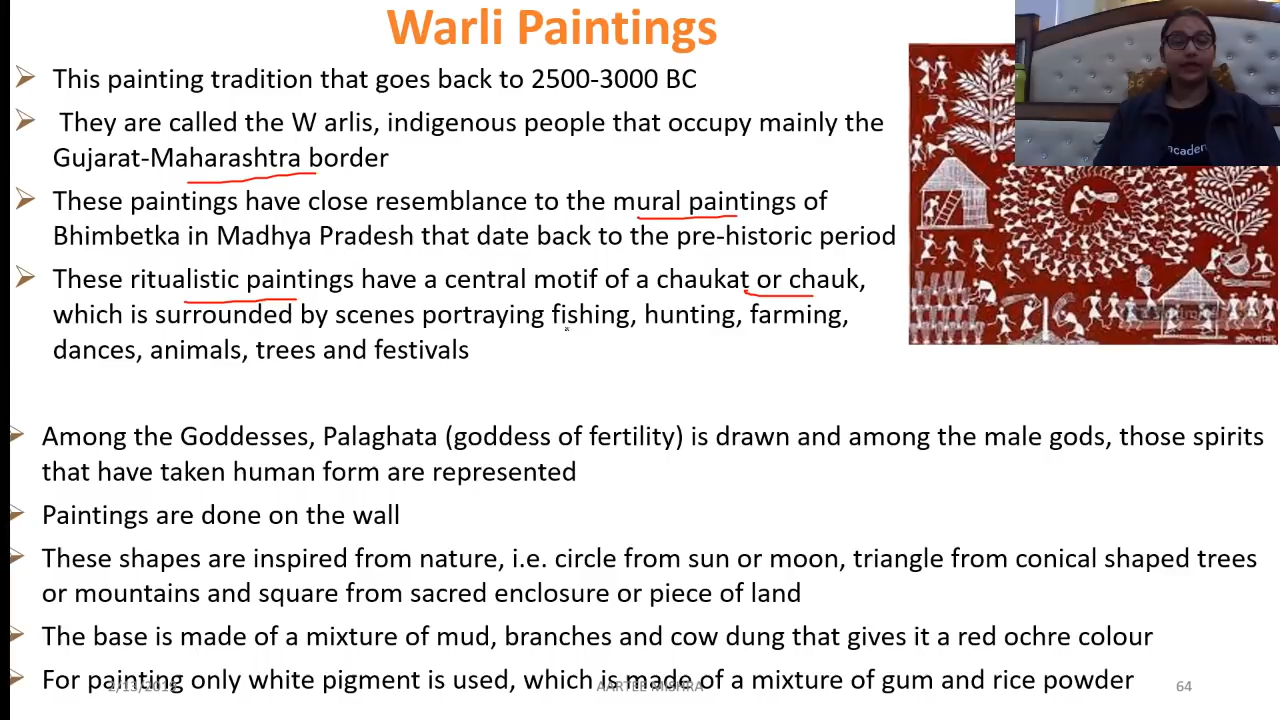 Warli Paintings
This painting tradition that goes back to 2500-3000 BC
They are called the W arlis, indigenous people that occupy mainly the
Gujarat-Maharashtra border
These paintings have close resemblance to the mural paintings of
Bhimbetka in Madhya Pradesh that date back to the pre-historic period
These ritualistic paintings have a central motif of a chaukat or chauk,
which is surrounded by scenes portraying fishing, hunting, farming,
dances, animals, trees and festivals
Among the Goddesses, Palaghata (goddess of fertility) is drawn and among the male gods, those spirits
that have taken human form are represented
Paintings are done on the wall
These shapes are inspired from nature, i.e. circle from sun or moon, triangle from conical shaped trees
or mountains and square from sacred enclosure or piece of land
The base is made of a mixture of mud, branches and cow dung that gives it a red ochre colour
For painting only white pigment is used, which is made of a mixture of gum and rice powder
AARTEE MISHRA
64
acaden